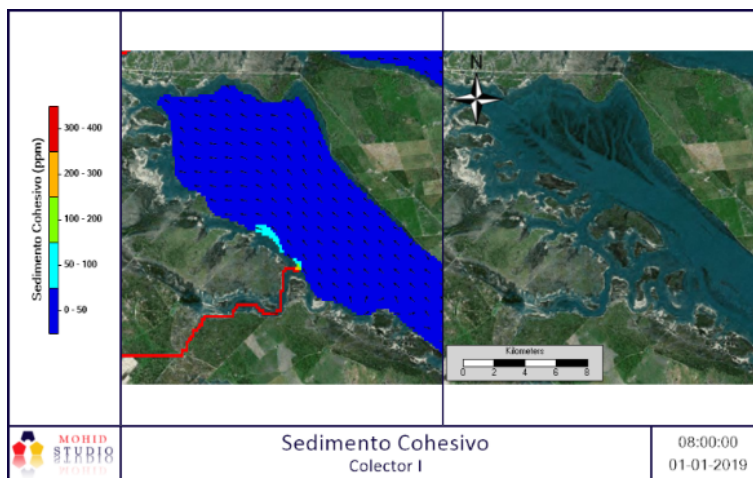 Sedimento Cohesivo (ppm)
300 - 400
200 - 300
100 - 200
50 - 100
0 - 50
N
Kilometers
0 2 4 6 8
MOHID
STUDIO
Sedimento Cohesivo
Colector I
08:00:00
01-01-2019